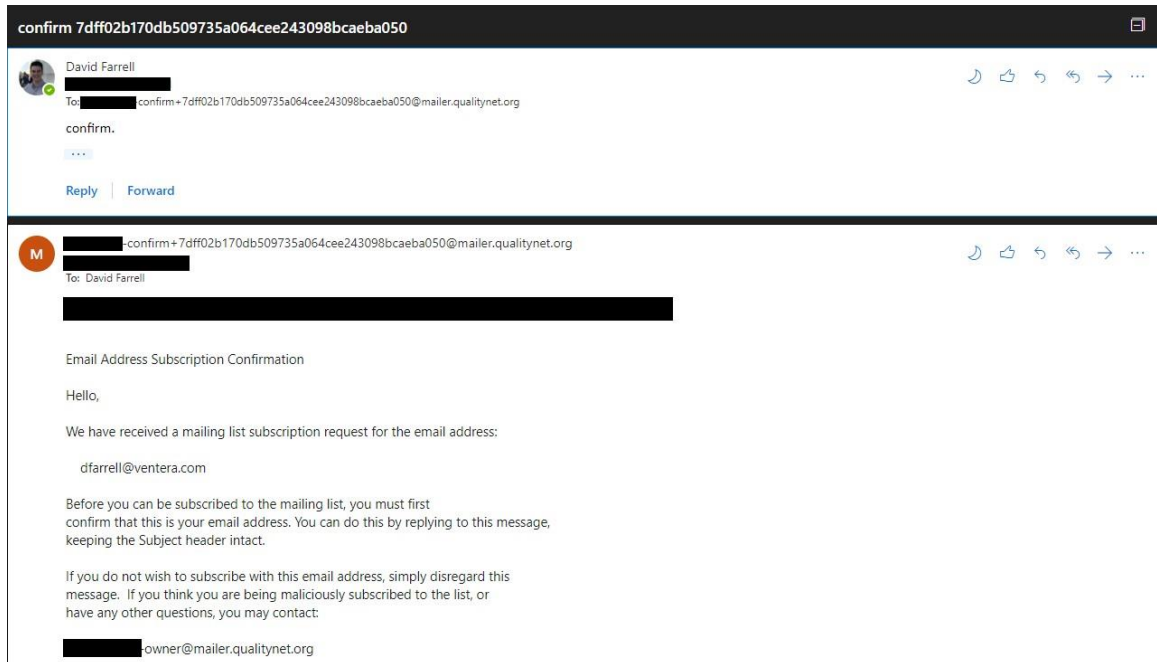 confirm 7dff02b170db509735a064cee243098bcaeba050
David Farrell
To: -confirm+7dff02b170db509735a064cee243098bcaeba050@mailer.qualitynet.org
confirm.
...
Reply | Forward
M
-confirm+7dff02b170db509735a064cee243098bcaeba050@mailer.qualitynet.org
To: David Farrell
Email Address Subscription Confirmation
Hello,
We have received a mailing list subscription request for the email address:
dfarrell@ventera.com
Before you can be subscribed to the mailing list, you must first
confirm that this is your email address. You can do this by replying to this message,
keeping the Subject header intact.
If you do not wish to subscribe with this email address, simply disregard this
message. If you think you are being maliciously subscribed to the list, or
have any other questions, you may contact:
-owner@mailer.qualitynet.org